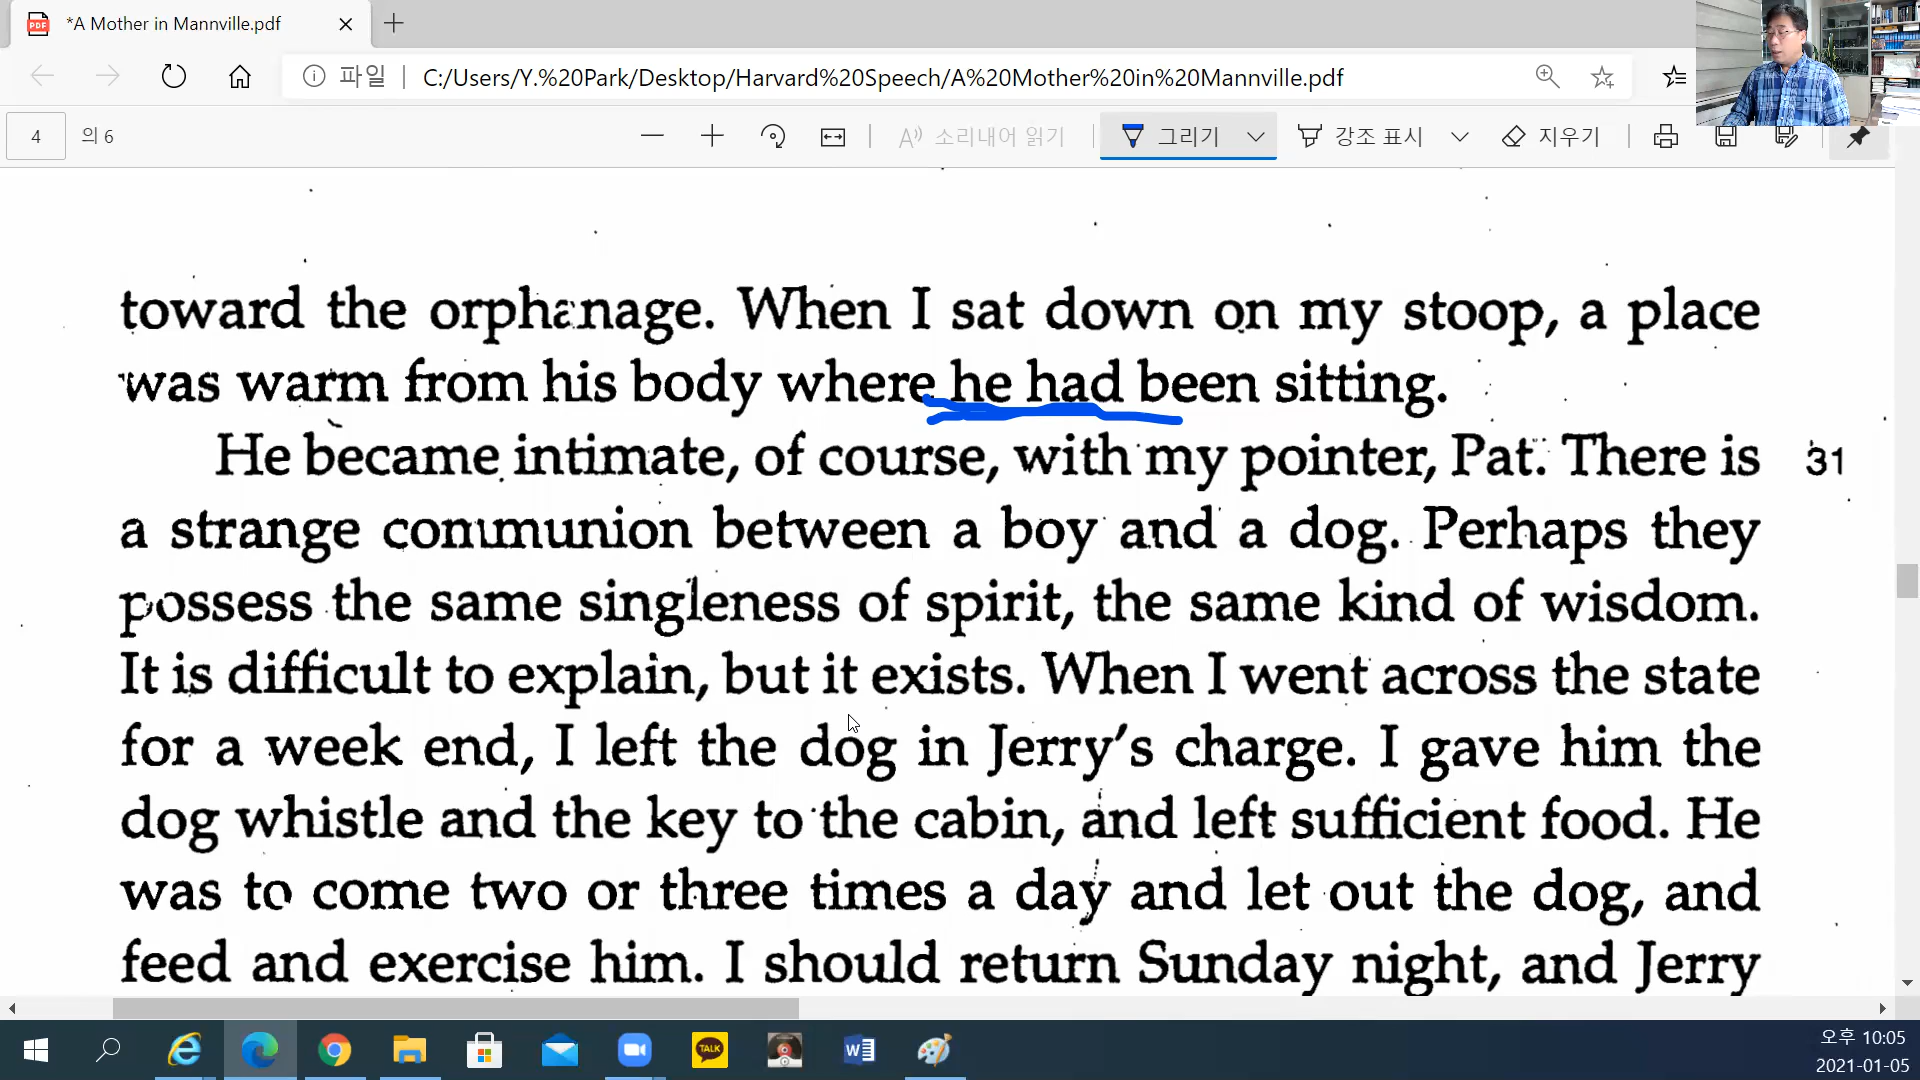 *A Mother in Mannville.pdf
파일 C:/Users/Y.%20Park/Desktop/Harvard%20Speech/A%20Mother%20in%20Mannville.pdf
4 의 6 소리내어 읽기 그리기 강조 표시 지우기
toward the orphanage. When I sat down on my stoop, a place
was warm from his body where he had been sitting.
He became intimate, of course, with my pointer, Pat. There is 31
a strange communion between a boy and a dog. Perhaps they
possess the same singleness of spirit, the same kind of wisdom.
It is difficult to explain, but it exists. When I went across the state
for a week end, I left the dog in Jerry's charge. I gave him the
dog whistle and the key to the cabin, and left sufficient food. He
was to come two or three times a day and let out the dog, and
feed and exercise him. I should return Sunday night, and Jerry
TALK
오후 10:05
2021-01-05